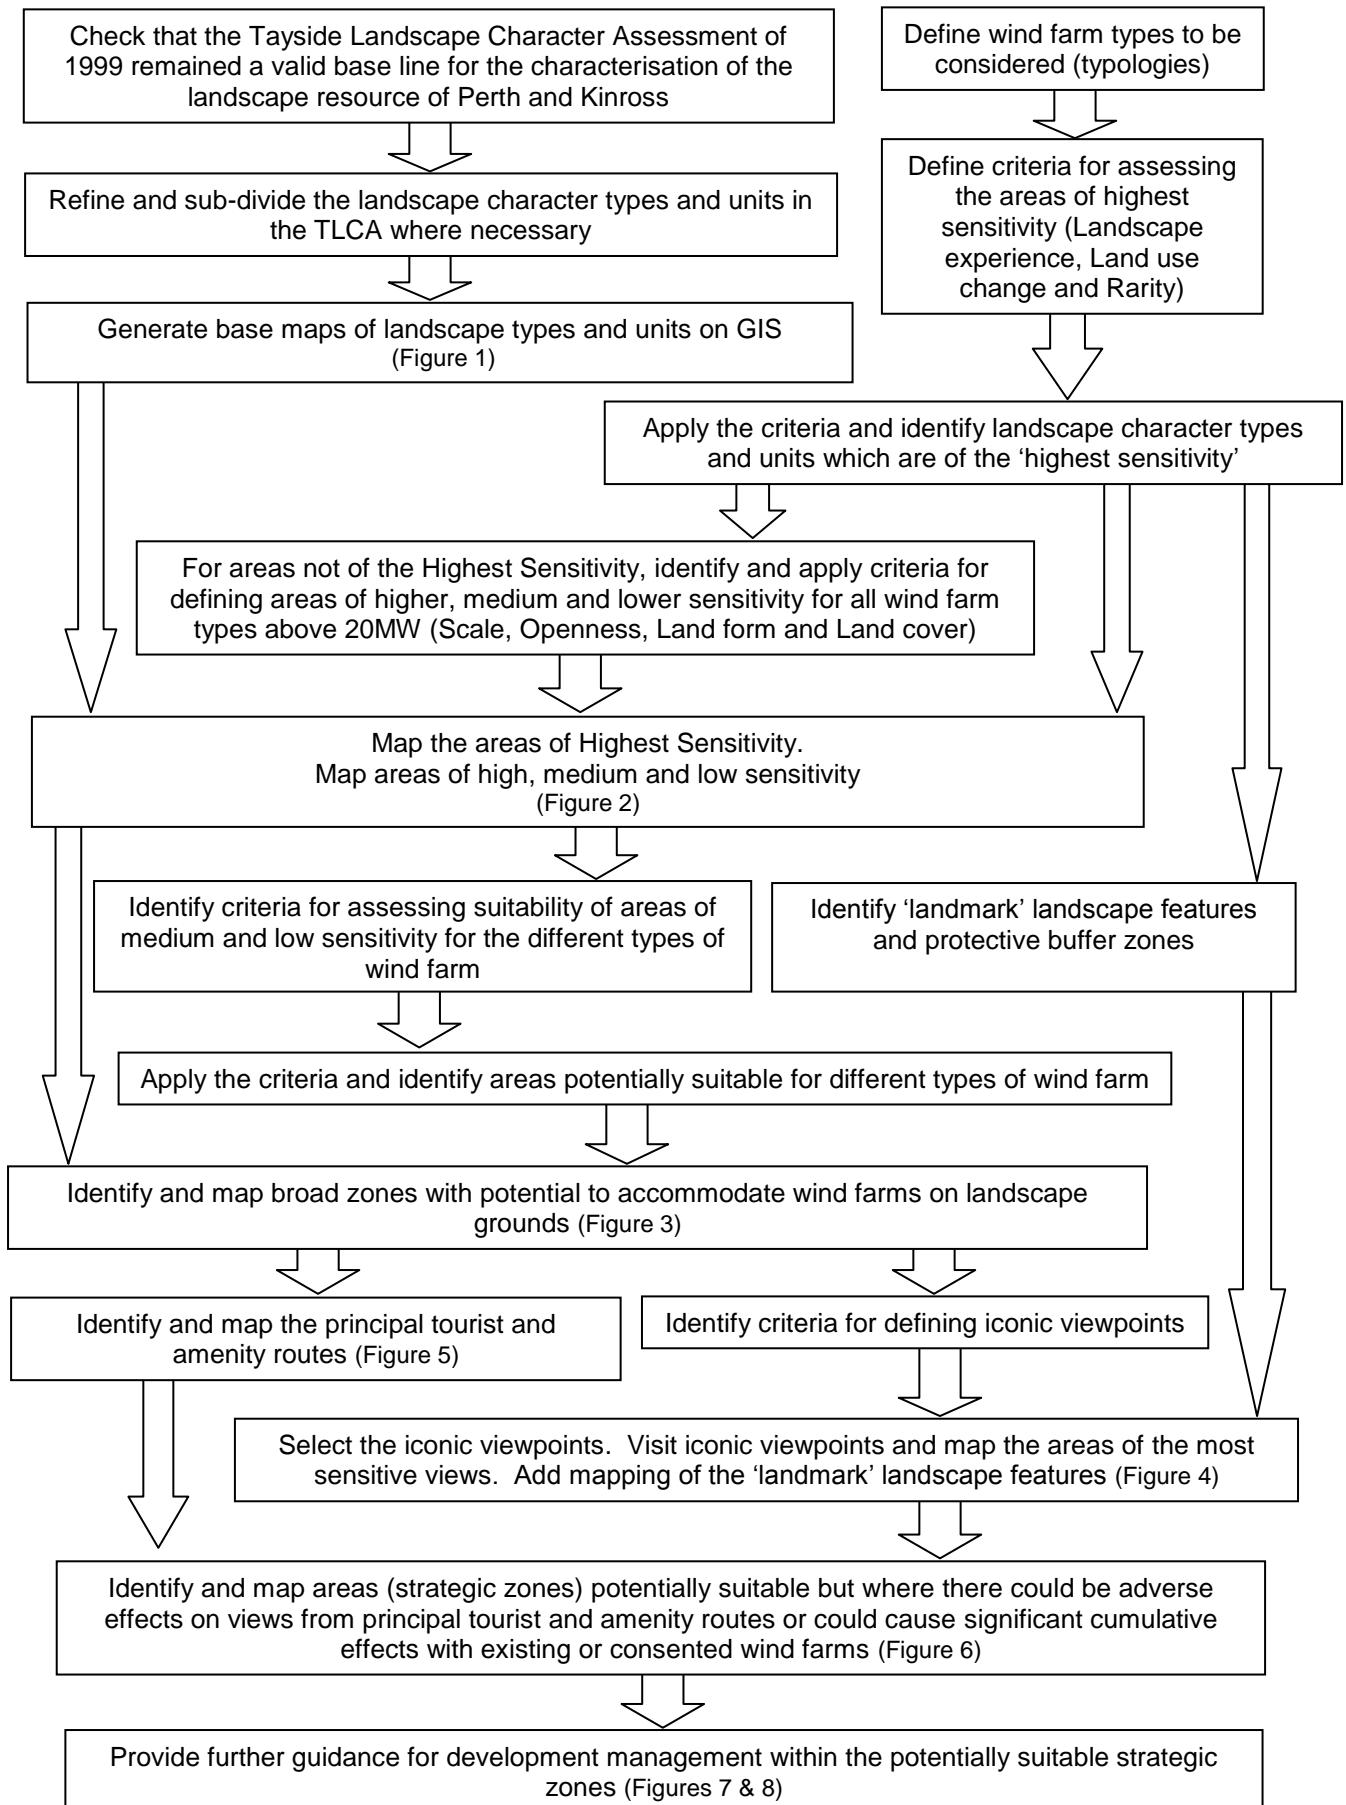 Check that the Tayside Landscape Character Assessment of
1999 remained a valid base line for the characterisation of the
landscape resource of Perth and Kinross
Define wind farm types to be
considered (typologies)
Refine and sub-divide the landscape character types and units in
the TLCA where necessary
Define criteria for assessing
the areas of highest
sensitivity (Landscape
experience, Land use
change and Rarity)
Generate base maps of landscape types and units on GIS
(Figure 1)
Apply the criteria and identify landscape character types
and units which are of the ‘highest sensitivity’
For areas not of the Highest Sensitivity, identify and apply criteria for
defining areas of higher, medium and lower sensitivity for all wind farm
types above 20MW (Scale, Openness, Land form and Land cover)
Map the areas of Highest Sensitivity.
Map areas of high, medium and low sensitivity
(Figure 2)
Identify criteria for assessing suitability of areas of
medium and low sensitivity for the different types of
wind farm
Identify ‘landmark’ landscape features
and protective buffer zones
Apply the criteria and identify areas potentially suitable for different types of wind farm
Identify and map broad zones with potential to accommodate wind farms on landscape
grounds (Figure 3)
Identify and map the principal tourist and
amenity routes (Figure 5)
Identify criteria for defining iconic viewpoints
Select the iconic viewpoints.  Visit iconic viewpoints and map the areas of the most
sensitive views.  Add mapping of the ‘landmark’ landscape features (Figure 4)
Identify and map areas (strategic zones) potentially suitable but where there could be adverse
effects on views from principal tourist and amenity routes or could cause significant cumulative
effects with existing or consented wind farms (Figure 6)
Provide further guidance for development management within the potentially suitable strategic
zones (Figures 7 & 8)